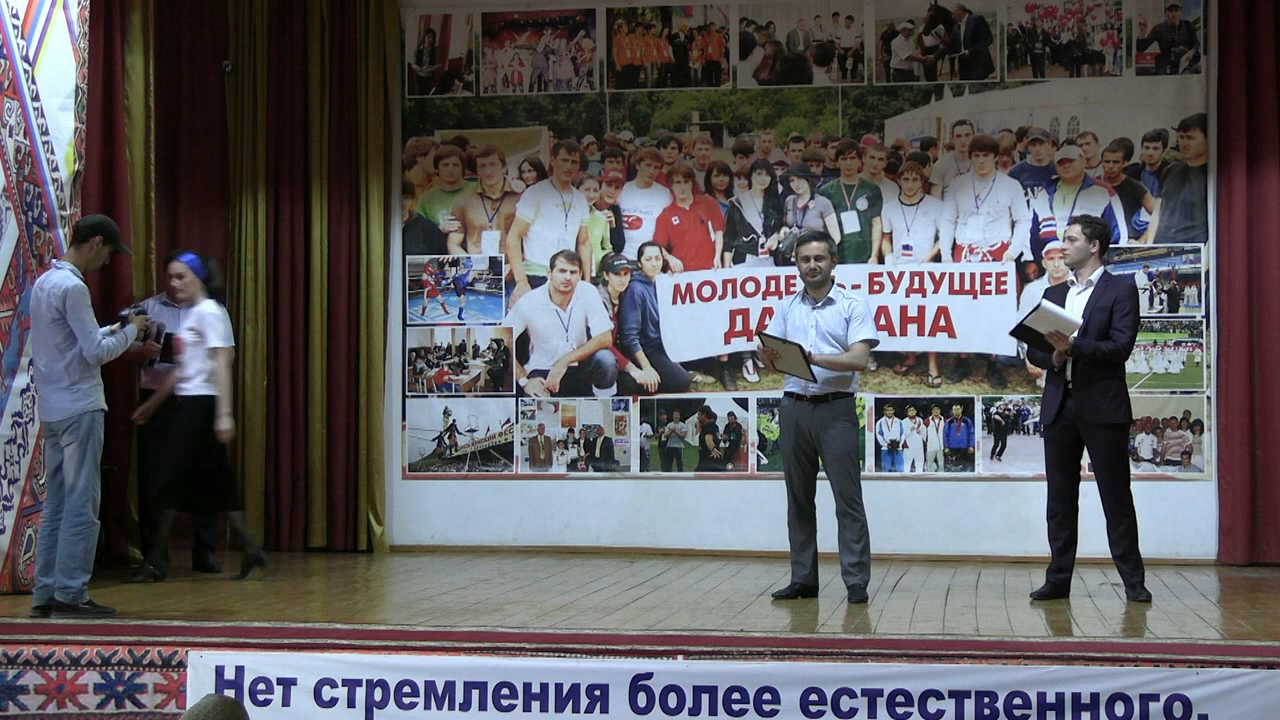 МОЛОДЕ Ь - БУДУЩЕЕ
ДА АНА
Нет стремления более естественного,